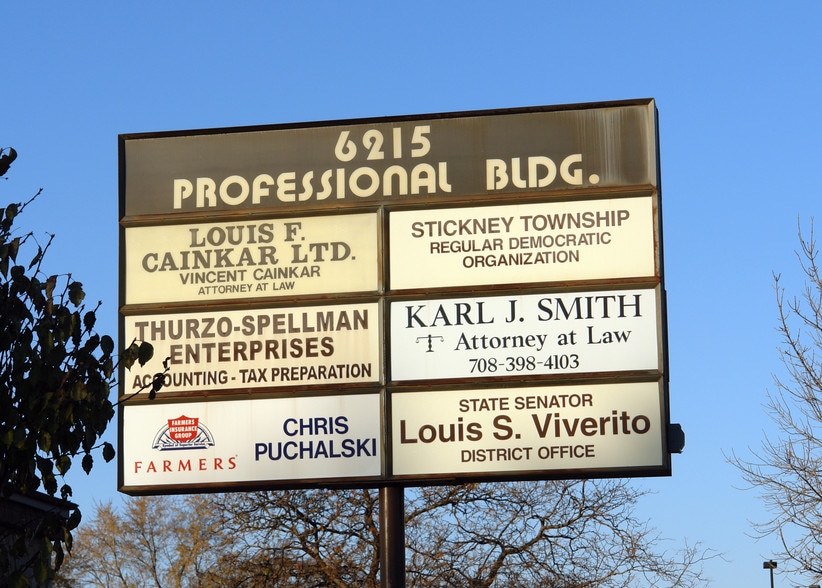 6215
PROFESSIONAL BLDG.
LOUIS F.
CAINKAR LTD.
VINCENT CAINKAR
ATTORNEY AT LAW
STICKNEY TOWNSHIP
REGULAR DEMOCRATIC
ORGANIZATION
THURZO-SPELLMAN
ENTERPRISES
ACCOUNTING - TAX PREPARATION
KARL J. SMITH
Attorney at Law
708-398-4103
FARMERS
INSURANCE
GROUP
FARMERS
CHRIS
PUCHALSKI
STATE SENATOR
Louis S. Viverito
DISTRICT OFFICE